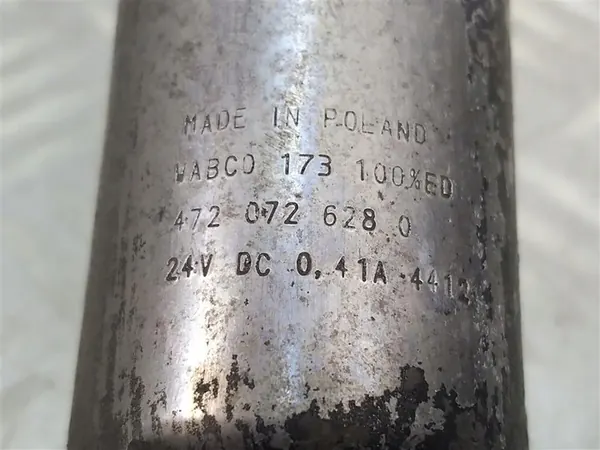 MADE IN POLAND
WABCO 173 100%ED
472 072 628 0
24V DC 0,41A